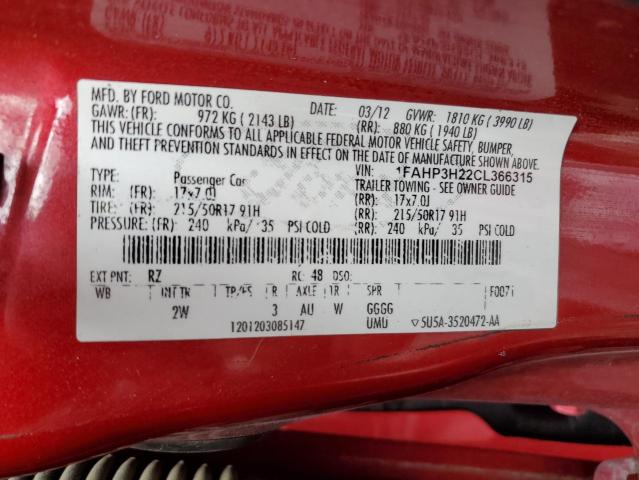 MFD. BY FORD MOTOR CO. DATE: 03/12 GVWR: 1810 KG ( 3990 LB)
GAWR: (FR): 972 KG ( 2143 LB) (RR): 880 KG ( 1940 LB)
THIS VEHICLE CONFORMS TO ALL APPLICABLE FEDERAL MOTOR VEHICLE SAFETY, BUMPER,
AND THEFT PREVENTION STANDARDS IN EFFECT ON THE DATE OF MANUFACTURE SHOWN ABOVE.
VIN: 1FAHP3H22CL366315
TYPE: Passenger Car TRAILER TOWING - SEE OWNER GUIDE
RIM: (FR) 17x7.0J (RR): 17x7.0J
TIRE: (FR) 215/50R17 91H (RR): 215/50R17 91H
PRESSURE: (FR) 240 kPa/ 35 PSI COLD (RR): 240 kPa/ 35 PSI COLD
EXT PNT: RZ RC: 48 DSO: F0071
WB INT TR TP/PS R AXLE TR SPR
2W 3 AU W GGGG
1201203085147 UMU ▽5U5A-3520472-AA